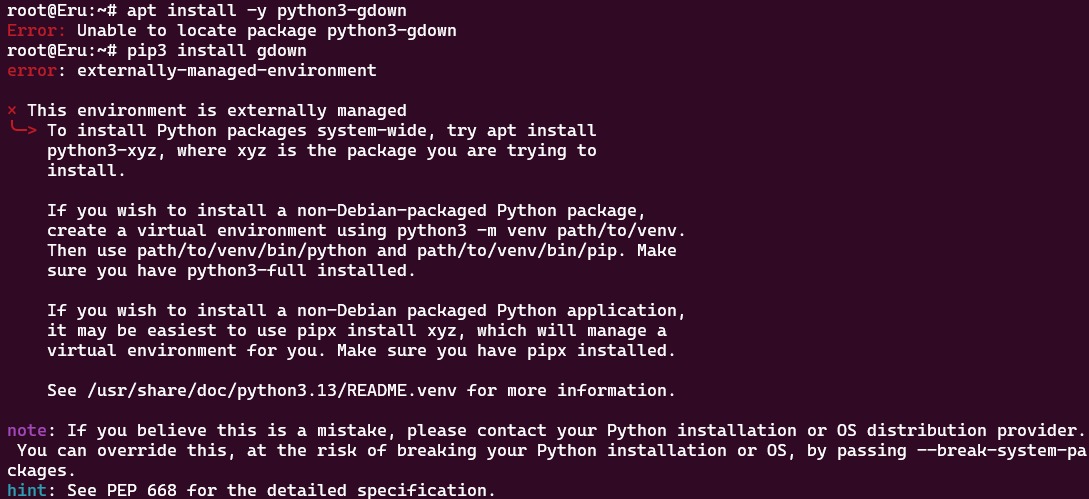 root@Eru:~# apt install -y python3-gdown
Error: Unable to locate package python3-gdown
root@Eru:~# pip3 install gdown
error: externally-managed-environment

× This environment is externally managed
╰─> To install Python packages system-wide, try apt install
    python3-xyz, where xyz is the package you are trying to
    install.

    If you wish to install a non-Debian-packaged Python package,
    create a virtual environment using python3 -m venv path/to/venv.
    Then use path/to/venv/bin/python and path/to/venv/bin/pip. Make
    sure you have python3-full installed.

    If you wish to install a non-Debian packaged Python application,
    it may be easiest to use pipx install xyz, which will manage a
    virtual environment for you. Make sure you have pipx installed.

    See /usr/share/doc/python3.13/README.venv for more information.

note: If you believe this is a mistake, please contact your Python installation or OS distribution provider.
 You can override this, at the risk of breaking your Python installation or OS, by passing --break-system-pa
ckages.
hint: See PEP 668 for the detailed specification.